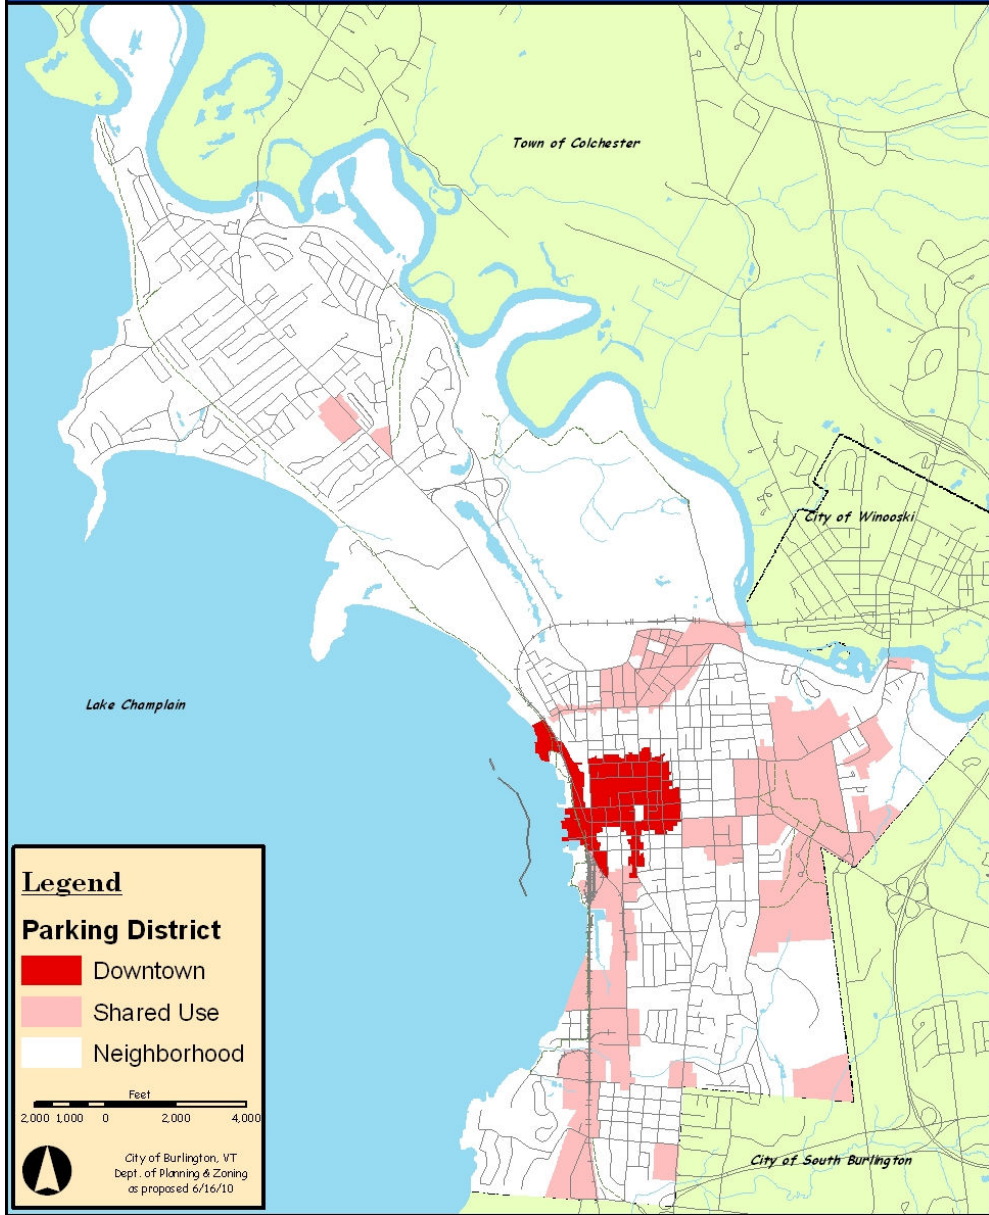 Town of Colchester
City of Winooski
Lake Champlain
City of South Burlington
Legend
Parking District
Downtown
Shared Use
Neighborhood
Feet
2,000 1,000 0 2,000 4,000
City of Burlington, VT
Dept. of Planning & Zoning
as proposed 6/16/10